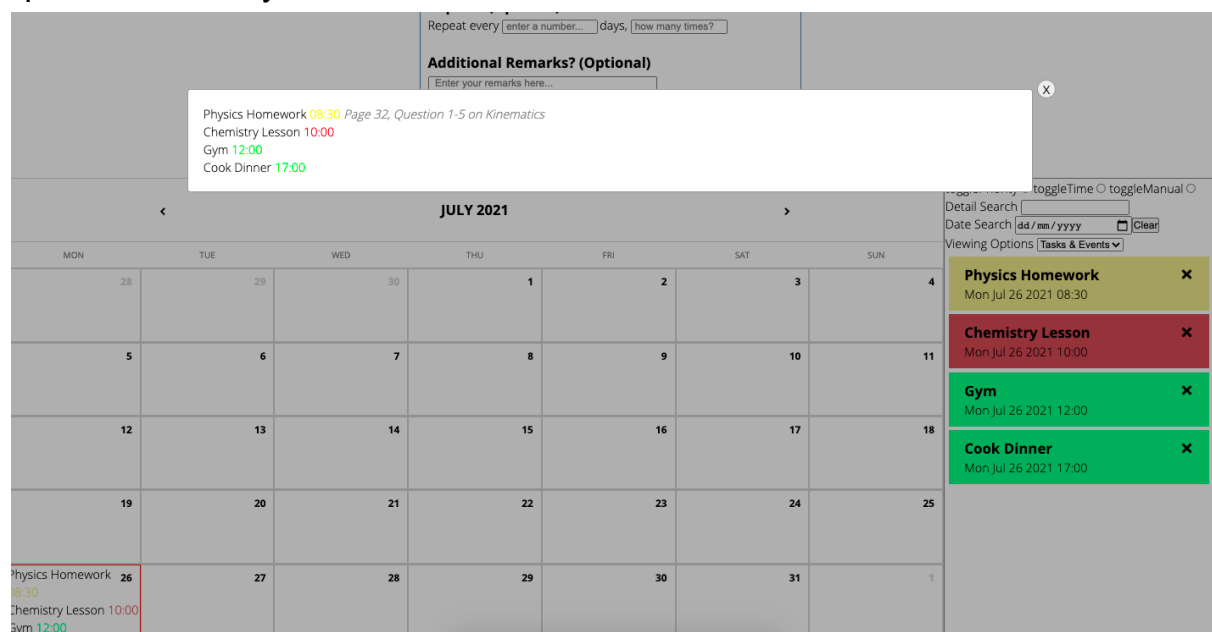 Repeat every enter a number... days, how many times?
Additional Remarks? (Optional)
Enter your remarks here...
X
Physics Homework 08:30 Page 32, Question 1-5 on Kinematics
Chemistry Lesson 10:00
Gym 12:00
Cook Dinner 17:00
toggleTime toggleManual
Detail Search
Date Search dd/mm/yyyy Clear
Viewing Options Tasks & Events
JULY 2021
MON TUE WED THU FRI SAT SUN
28 29 30 1 2 3 4
5 6 7 8 9 10 11
12 13 14 15 16 17 18
19 20 21 22 23 24 25
26 27 28 29 30 31 1
Physics Homework
08:30
Chemistry Lesson 10:00
Gym 12:00
Physics Homework
Mon Jul 26 2021 08:30
Chemistry Lesson
Mon Jul 26 2021 10:00
Gym
Mon Jul 26 2021 12:00
Cook Dinner
Mon Jul 26 2021 17:00